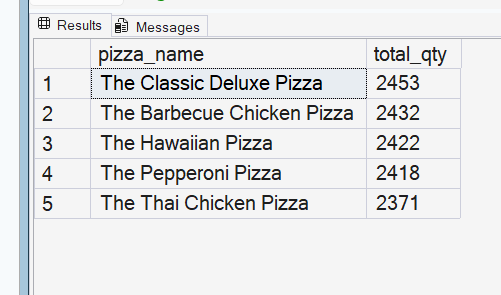 Results Messages
pizza_name total_qty
1 The Classic Deluxe Pizza 2453
2 The Barbecue Chicken Pizza 2432
3 The Hawaiian Pizza 2422
4 The Pepperoni Pizza 2418
5 The Thai Chicken Pizza 2371